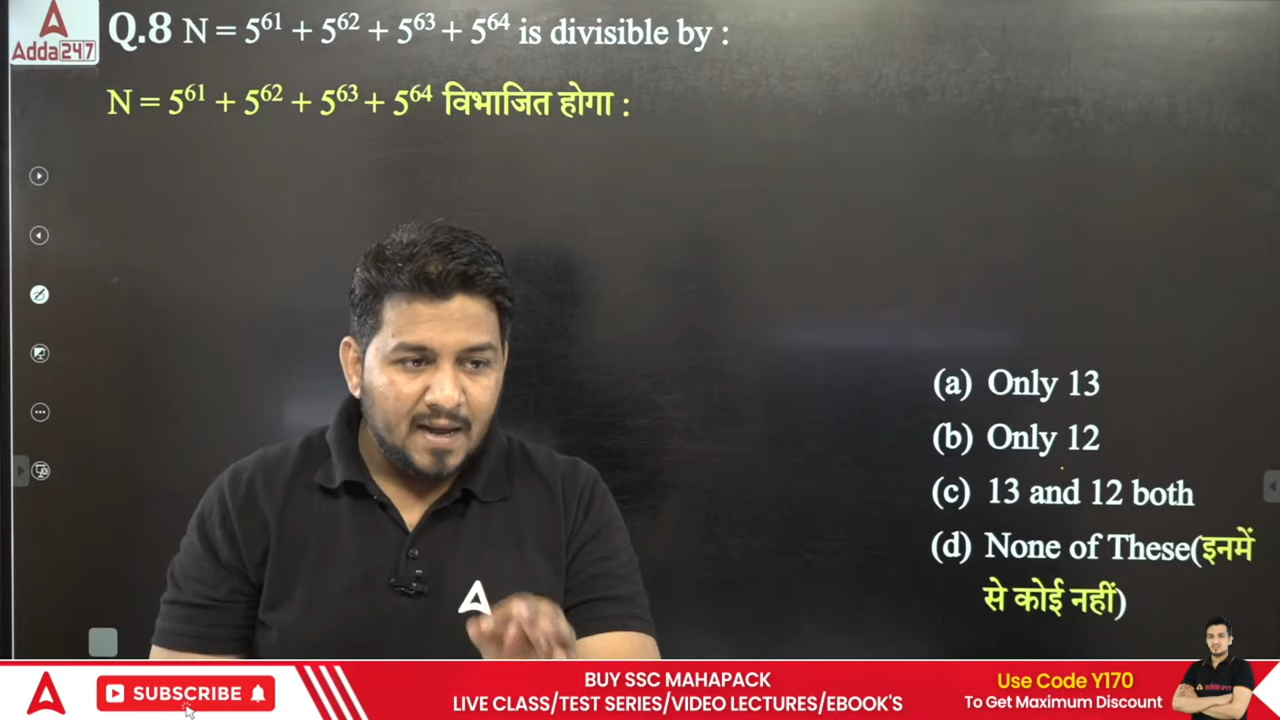 Adda247
Q.8 N = 5⁶¹ + 5⁶² + 5⁶³ + 5⁶⁴ is divisible by :
N = 5⁶¹ + 5⁶² + 5⁶³ + 5⁶⁴ विभाजित होगा :
(a) Only 13
(b) Only 12
(c) 13 and 12 both
(d) None of These(इनमें
से कोई नहीं)
SUBSCRIBE
BUY SSC MAHAPACK
LIVE CLASS/TEST SERIES/VIDEO LECTURES/EBOOK'S
Use Code Y170
To Get Maximum Discount